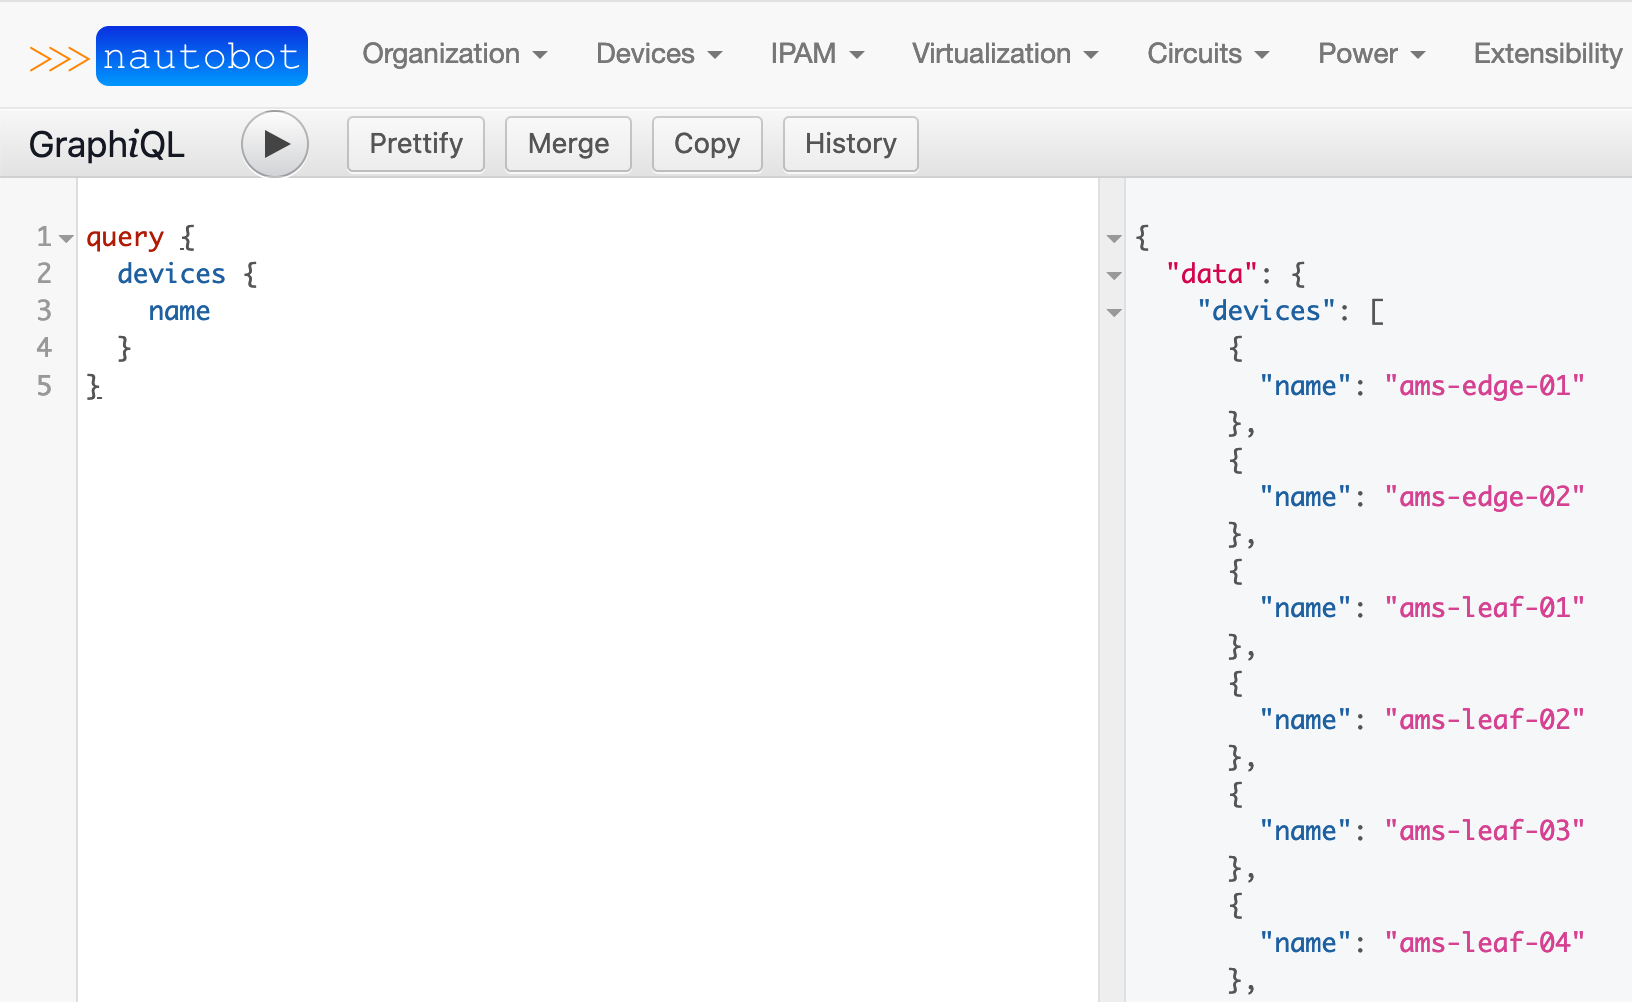 >>> nautobot Organization Devices IPAM Virtualization Circuits Power Extensibility
GraphiQL Prettify Merge Copy History
1 query {
2 devices {
3 name
4 }
5 }
{
"data": {
"devices": [
{
"name": "ams-edge-01"
},
{
"name": "ams-edge-02"
},
{
"name": "ams-leaf-01"
},
{
"name": "ams-leaf-02"
},
{
"name": "ams-leaf-03"
},
{
"name": "ams-leaf-04"
},